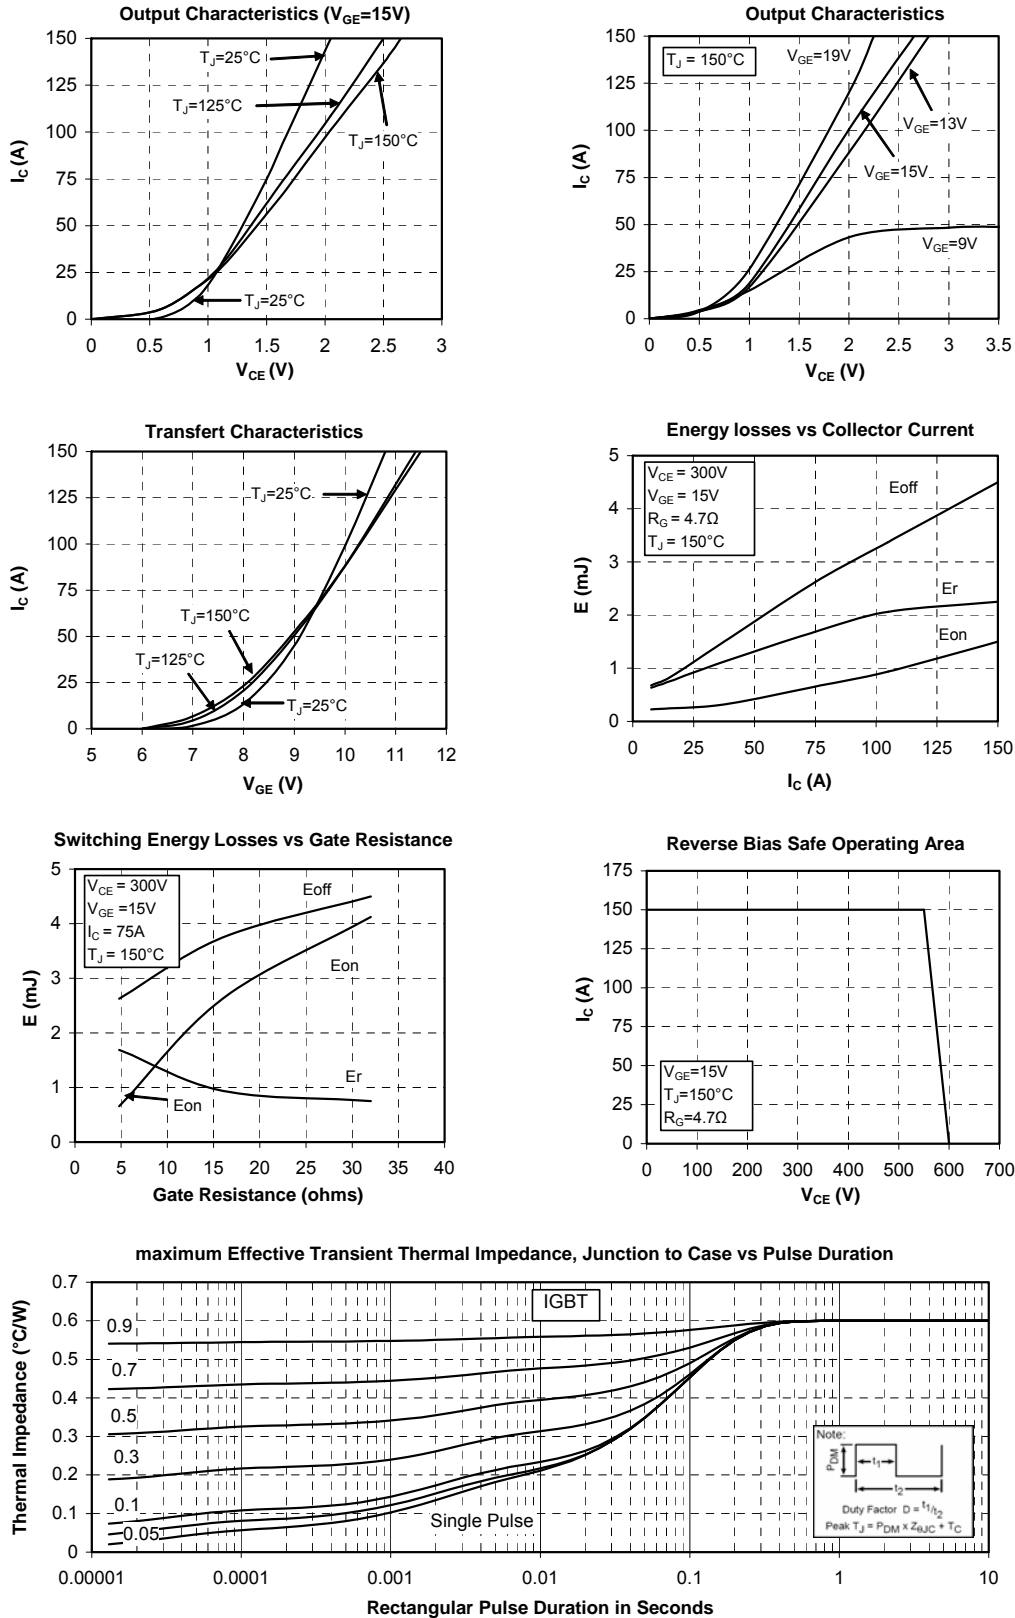 Output Characteristics (VGE=15V)
150
125
100
75
50
25
0
0 0.5 1 1.5 2 2.5 3
IC (A)
VCE (V)
TJ=25°C
TJ=125°C
TJ=150°C
TJ=25°C
Output Characteristics
150
125
100
75
50
25
0
0 0.5 1 1.5 2 2.5 3 3.5
IC (A)
VCE (V)
TJ = 150°C
VGE=19V
VGE=13V
VGE=15V
VGE=9V
Transfert Characteristics
150
125
100
75
50
25
0
5 6 7 8 9 10 11 12
IC (A)
VGE (V)
TJ=25°C
TJ=150°C
TJ=125°C
TJ=25°C
Energy losses vs Collector Current
5
4
3
2
1
0
0 25 50 75 100 125 150
E (mJ)
IC (A)
VCE = 300V
VGE = 15V
RG = 4.7Ω
TJ = 150°C
Eoff
Er
Eon
Switching Energy Losses vs Gate Resistance
5
4
3
2
1
0
0 5 10 15 20 25 30 35 40
E (mJ)
Gate Resistance (ohms)
VCE = 300V
VGE =15V
IC = 75A
TJ = 150°C
Eoff
Eon
Er
Eon
Reverse Bias Safe Operating Area
175
150
125
100
75
50
25
0
0 100 200 300 400 500 600 700
IC (A)
VCE (V)
VGE=15V
TJ=150°C
RG=4.7Ω
maximum Effective Transient Thermal Impedance, Junction to Case vs Pulse Duration
0.7
0.6
0.5
0.4
0.3
0.2
0.1
0
0.00001 0.0001 0.001 0.01 0.1 1 10
Thermal Impedance (°C/W)
Rectangular Pulse Duration in Seconds
IGBT
0.9
0.7
0.5
0.3
0.1
0.05
Single Pulse
Note:
PDM
t1
t2
Duty Factor D = t1/t2
Peak TJ = PDM x ZθJC + TC